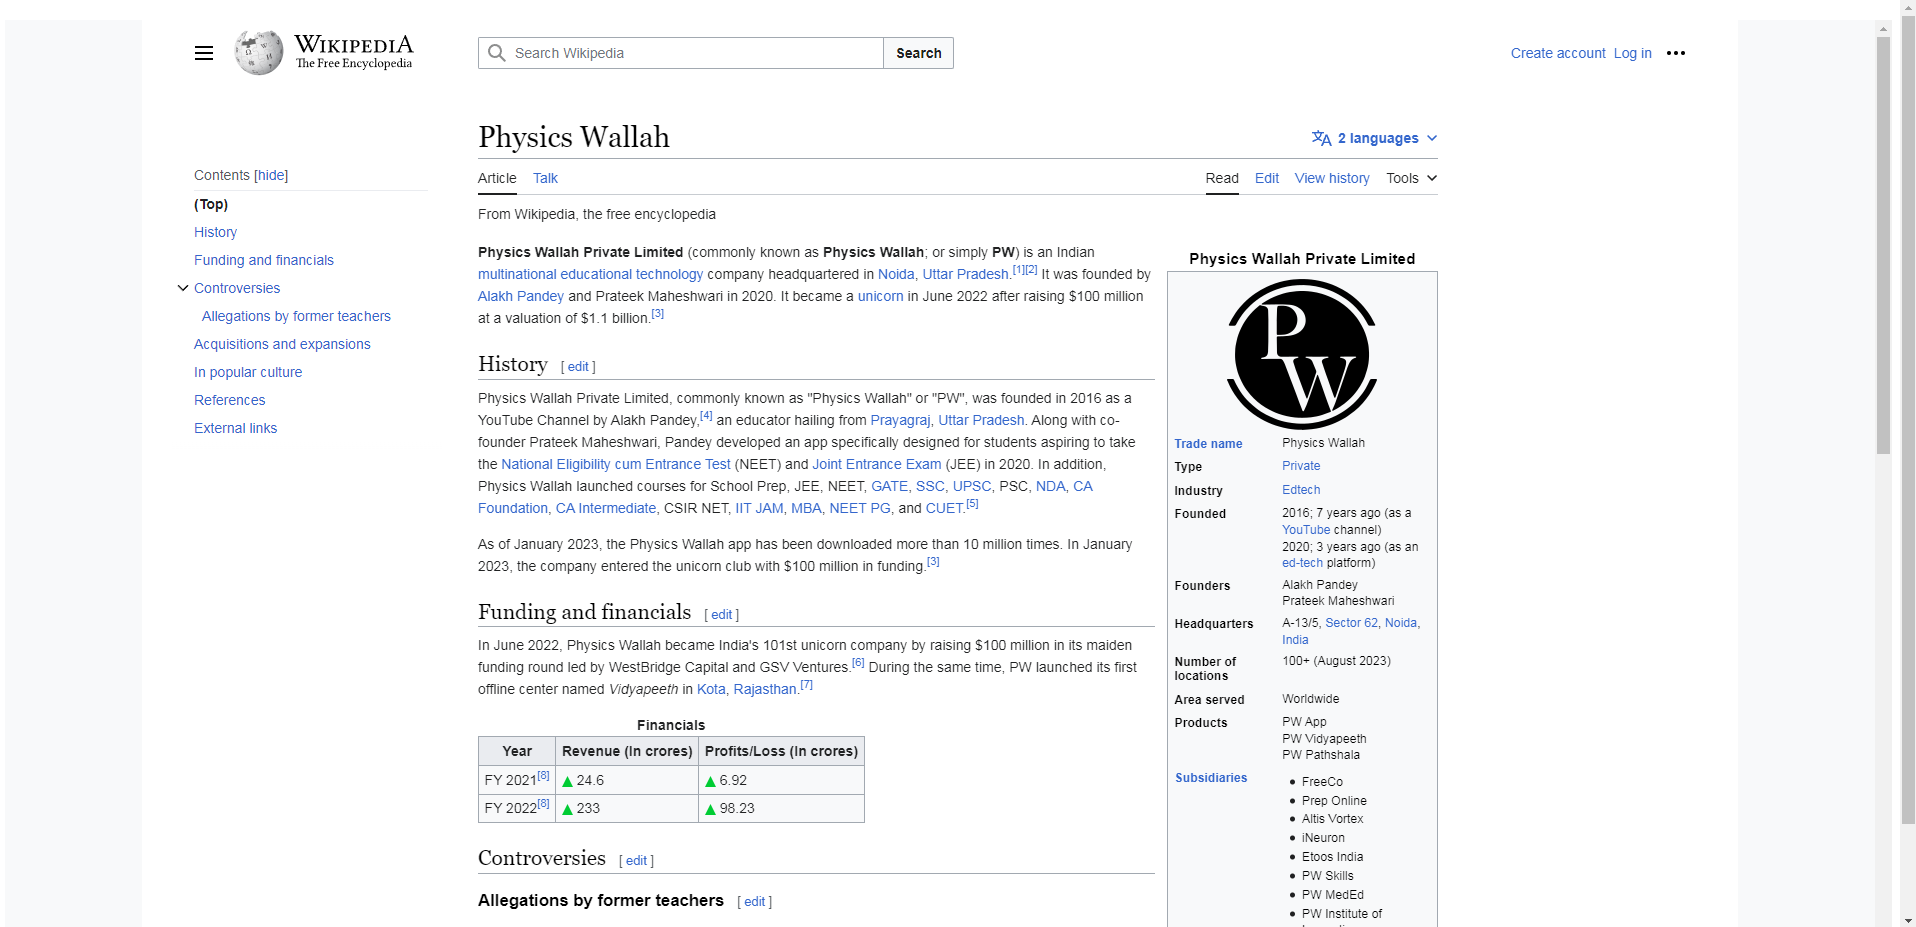 WIKIPEDIA
The Free Encyclopedia
Search Wikipedia
Search
Create account Log in
Physics Wallah
2 languages
Contents [hide]
(Top)
History
Funding and financials
Controversies
Allegations by former teachers
Acquisitions and expansions
In popular culture
References
External links
Article Talk
Read Edit View history Tools
From Wikipedia, the free encyclopedia
Physics Wallah Private Limited (commonly known as Physics Wallah; or simply PW) is an Indian
multinational educational technology company headquartered in Noida, Uttar Pradesh.[1][2] It was founded by
Alakh Pandey and Prateek Maheshwari in 2020. It became a unicorn in June 2022 after raising $100 million
at a valuation of $1.1 billion.[3]
History [ edit ]
Physics Wallah Private Limited, commonly known as "Physics Wallah" or "PW", was founded in 2016 as a
YouTube Channel by Alakh Pandey,[4] an educator hailing from Prayagraj, Uttar Pradesh. Along with co-
founder Prateek Maheshwari, Pandey developed an app specifically designed for students aspiring to take
the National Eligibility cum Entrance Test (NEET) and Joint Entrance Exam (JEE) in 2020. In addition,
Physics Wallah launched courses for School Prep, JEE, NEET, GATE, SSC, UPSC, PSC, NDA, CA
Foundation, CA Intermediate, CSIR NET, IIT JAM, MBA, NEET PG, and CUET.[5]
As of January 2023, the Physics Wallah app has been downloaded more than 10 million times. In January
2023, the company entered the unicorn club with $100 million in funding.[3]
Funding and financials [ edit ]
In June 2022, Physics Wallah became India's 101st unicorn company by raising $100 million in its maiden
funding round led by WestBridge Capital and GSV Ventures.[6] During the same time, PW launched its first
offline center named Vidyapeeth in Kota, Rajasthan.[7]
Financials
Year Revenue (In crores) Profits/Loss (In crores)
FY 2021[8] ▲ 24.6 ▲ 6.92
FY 2022[8] ▲ 233 ▲ 98.23
Controversies [ edit ]
Allegations by former teachers [ edit ]
Physics Wallah Private Limited
PW
Trade name Physics Wallah
Type Private
Industry Edtech
Founded 2016; 7 years ago (as a
YouTube channel)
2020; 3 years ago (as an
ed-tech platform)
Founders Alakh Pandey
Prateek Maheshwari
Headquarters A-13/5, Sector 62, Noida,
India
Number of 100+ (August 2023)
locations
Area served Worldwide
Products PW App
PW Vidyapeeth
PW Pathshala
Subsidiaries • FreeCo
• Prep Online
• Altis Vortex
• iNeuron
• Etoos India
• PW Skills
• PW MedEd
• PW Institute of